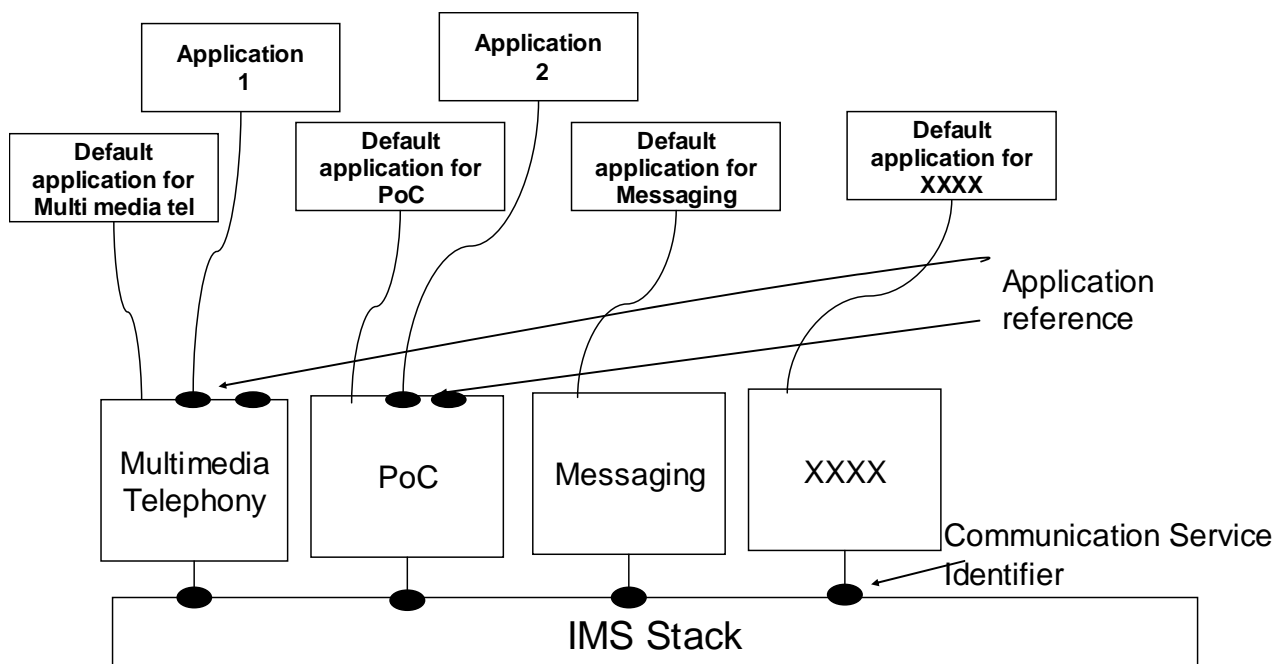 Application
1
Application
2
Default
application for
Multi media tel
Default
application for
PoC
Default
application for
Messaging
Default
application for
XXXX
Application
reference
Multimedia
Telephony
PoC
Messaging
XXXX
Communication Service
Identifier
IMS Stack